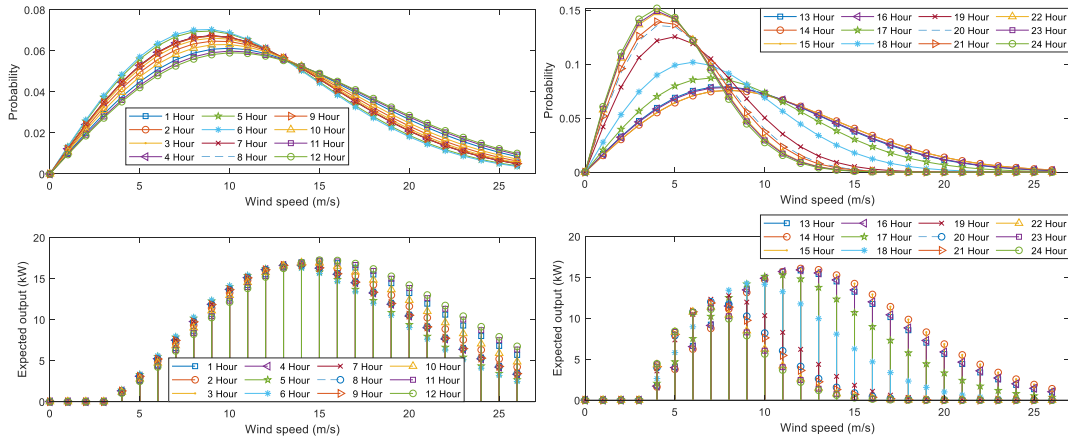 0.08
0.06
0.04
0.02
0.00
Probability
1 Hour 5 Hour 9 Hour
2 Hour 6 Hour 10 Hour
3 Hour 7 Hour 11 Hour
4 Hour 8 Hour 12 Hour
0 5 10 15 20 25
Wind speed (m/s)
0.15
0.10
0.05
0.00
Probability
13 Hour 16 Hour 19 Hour 22 Hour
14 Hour 17 Hour 20 Hour 23 Hour
15 Hour 18 Hour 21 Hour 24 Hour
0 5 10 15 20 25
Wind speed (m/s)
20
15
10
5
0
Expected output (kW)
1 Hour 4 Hour 7 Hour 10 Hour
2 Hour 5 Hour 8 Hour 11 Hour
3 Hour 6 Hour 9 Hour 12 Hour
0 5 10 15 20 25
Wind speed (m/s)
20
15
10
5
0
Expected output (kW)
13 Hour 16 Hour 19 Hour 22 Hour
14 Hour 17 Hour 20 Hour 23 Hour
15 Hour 18 Hour 21 Hour 24 Hour
0 5 10 15 20 25
Wind speed (m/s)